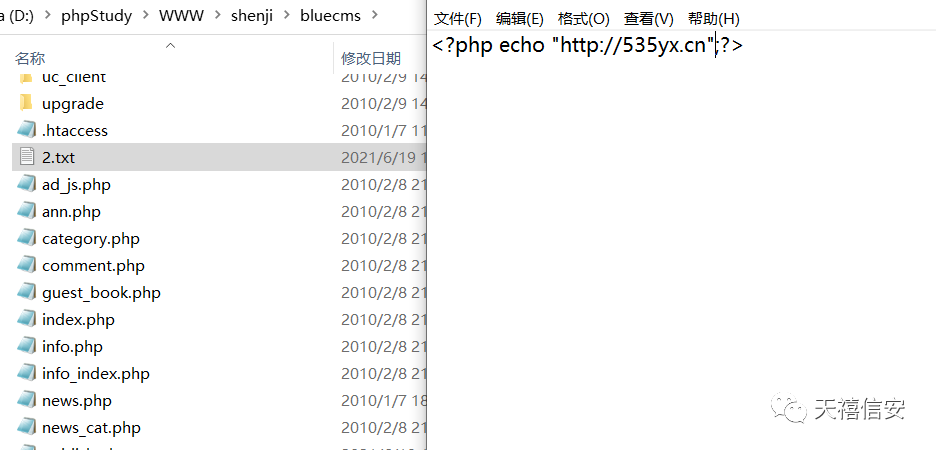 a (D:) > phpStudy > WWW > shenji > bluecms >
名称 修改日期
uc_client 2010/2/9 14
upgrade 2010/2/9 14
.htaccess 2010/1/7 11
2.txt 2021/6/19 1
ad_js.php 2010/2/8 21
ann.php 2010/2/8 21
category.php 2010/2/8 21
comment.php 2010/2/8 21
guest_book.php 2010/2/8 21
index.php 2010/2/8 21
info.php 2010/2/8 21
info_index.php 2010/2/8 21
news.php 2010/1/7 18
news_cat.php 2010/2/8 21
文件(F) 编辑(E) 格式(O) 查看(V) 帮助(H)
<?php echo "http://535yx.cn";?>
天禧信安